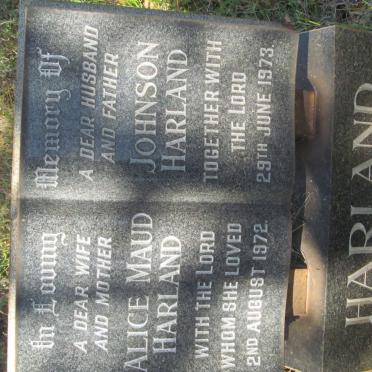 In Loving
A DEAR WIFE
AND MOTHER
ALICE MAUD
HARLAND
WITH THE LORD
WHOM SHE LOVED
2ND AUGUST 1972.
Memory Of
A DEAR HUSBAND
AND FATHER
JOHNSON
HARLAND
TOGETHER WITH
THE LORD
29TH JUNE 1973.
HARLAND